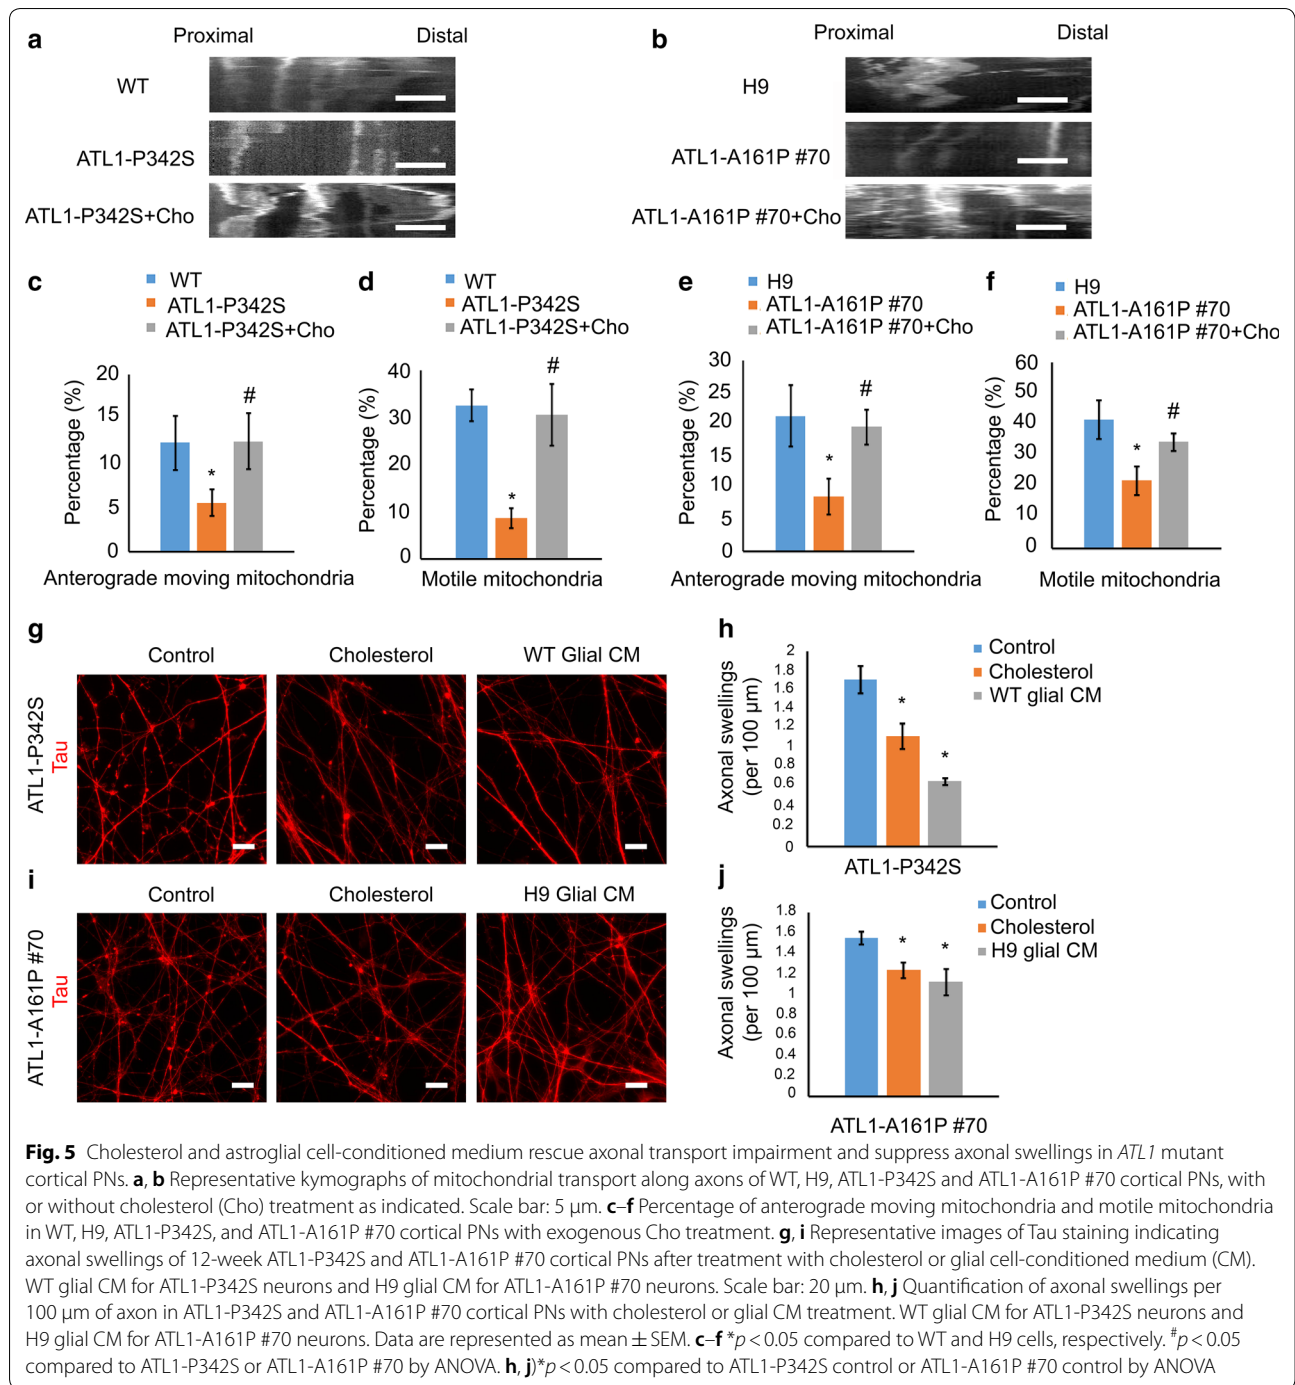 a
Proximal Distal
WT
ATL1-P342S
ATL1-P342S+Cho
b
Proximal Distal
H9
ATL1-A161P #70
ATL1-A161P #70+Cho
c
WT
ATL1-P342S
ATL1-P342S+Cho
Percentage (%)
20
15
10
5
0
*
#
Anterograde moving mitochondria
d
WT
ATL1-P342S
ATL1-P342S+Cho
Percentage (%)
40
30
20
10
0
*
#
Motile mitochondria
e
H9
ATL1-A161P #70
ATL1-A161P #70+Cho
Percentage (%)
30
25
20
15
10
5
0
*
#
Anterograde moving mitochondria
f
H9
ATL1-A161P #70
ATL1-A161P #70+Cho
Percentage (%)
60
50
40
30
20
10
0
*
#
Motile mitochondria
g
Control Cholesterol WT Glial CM
ATL1-P342S
Tau
h
Control
Cholesterol
WT glial CM
Axonal swellings
(per 100 µm)
2
1.8
1.6
1.4
1.2
1
0.8
0.6
0.4
0.2
0
*
*
ATL1-P342S
i
Control Cholesterol H9 Glial CM
ATL1-A161P #70
Tau
j
Control
Cholesterol
H9 glial CM
Axonal swellings
(per 100 µm)
1.8
1.6
1.4
1.2
1
0.8
0.6
0.4
0.2
0
*
*
ATL1-A161P #70
Fig. 5 Cholesterol and astroglial cell-conditioned medium rescue axonal transport impairment and suppress axonal swellings in ATL1 mutant
cortical PNs. a, b Representative kymographs of mitochondrial transport along axons of WT, H9, ATL1-P342S and ATL1-A161P #70 cortical PNs, with
or without cholesterol (Cho) treatment as indicated. Scale bar: 5 µm. c–f Percentage of anterograde moving mitochondria and motile mitochondria
in WT, H9, ATL1-P342S, and ATL1-A161P #70 cortical PNs with exogenous Cho treatment. g, i Representative images of Tau staining indicating
axonal swellings of 12-week ATL1-P342S and ATL1-A161P #70 cortical PNs after treatment with cholesterol or glial cell-conditioned medium (CM).
WT glial CM for ATL1-P342S neurons and H9 glial CM for ATL1-A161P #70 neurons. Scale bar: 20 µm. h, j Quantification of axonal swellings per
100 µm of axon in ATL1-P342S and ATL1-A161P #70 cortical PNs with cholesterol or glial CM treatment. WT glial CM for ATL1-P342S neurons and
H9 glial CM for ATL1-A161P #70 neurons. Data are represented as mean ± SEM. c–f *p < 0.05 compared to WT and H9 cells, respectively. #p < 0.05
compared to ATL1-P342S or ATL1-A161P #70 by ANOVA. h, j)*p < 0.05 compared to ATL1-P342S control or ATL1-A161P #70 control by ANOVA